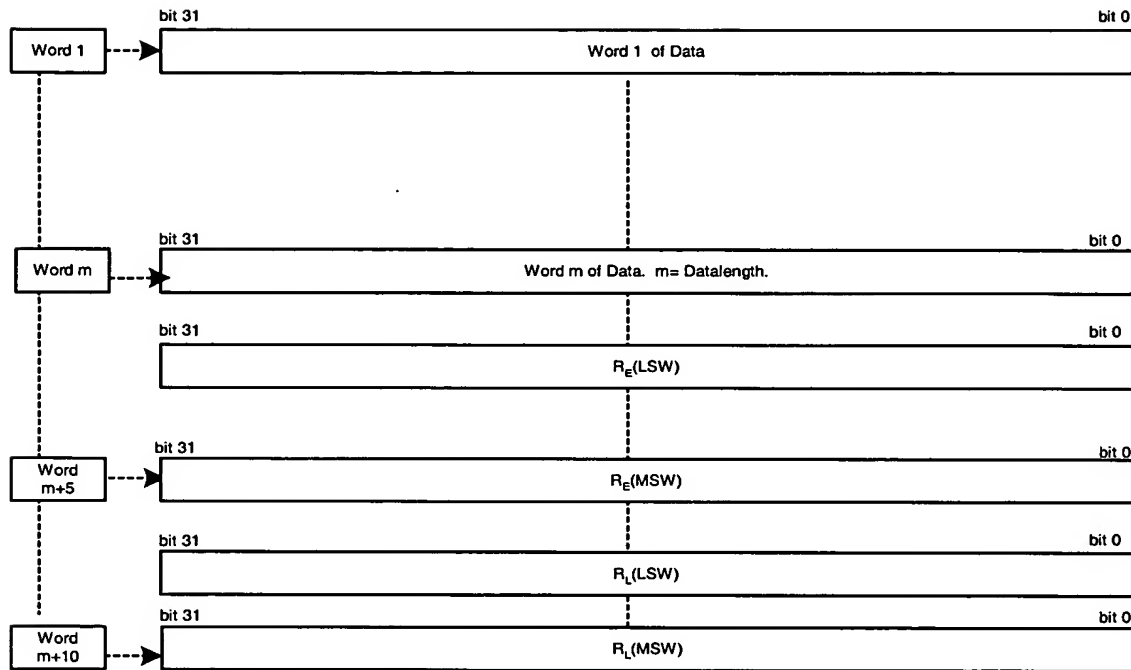 bit 31 bit 0
Word 1 Word 1 of Data
bit 31 bit 0
Word m Word m of Data. m= Datalength.
bit 31 bit 0
R_E(LSW)
bit 31 bit 0
Word
m+5 R_E(MSW)
bit 31 bit 0
R_L(LSW)
bit 31 bit 0
Word
m+10 R_L(MSW)